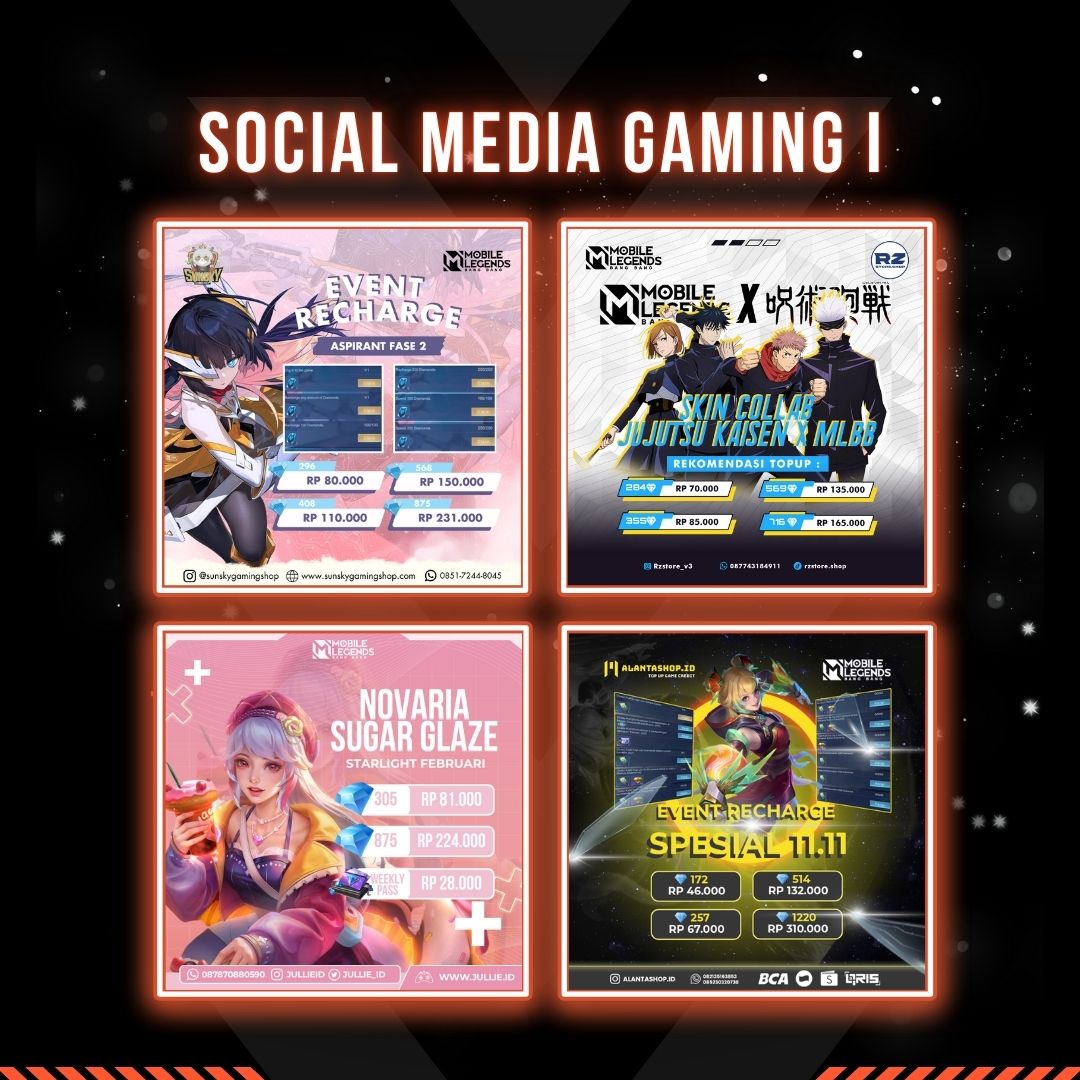 SOCIAL MEDIA GAMING I
SUNSKY
MOBILE
LEGENDS
BANG BANG
EVENT
RECHARGE
ASPIRANT FASE 2
296
RP 80.000
568
RP 150.000
408
RP 110.000
875
RP 231.000
@sunskygamingshop
www.sunskygamingshop.com
0851-7244-8045
MOBILE
LEGENDS
BANG BANG
RZ
MOBILE
LEGENDS
X 呪術廻戦
SKIN COLLAB
JUJUTSU KAISEN X MLBB
REKOMENDASI TOPUP :
284
RP 70.000
569
RP 135.000
355
RP 85.000
716
RP 165.000
Rzstore_v3
087743184911
rzstore.shop
MOBILE
LEGENDS
BANG BANG
NOVARIA
SUGAR GLAZE
STARLIGHT FEBRUARI
305
RP 81.000
875
RP 224.000
WEEKLY
PASS
RP 28.000
087870880590
JULLIEID
JULLIE_ID
WWW.JULLIE.ID
ALANTASHOP.ID
TOP UP GAME CREDIT
MOBILE
LEGENDS
BANG BANG
EVENT RECHARGE
SPESIAL 11.11
172
RP 46.000
514
RP 132.000
257
RP 67.000
1220
RP 310.000
ALANTASHOP.ID
BCA
QRIS